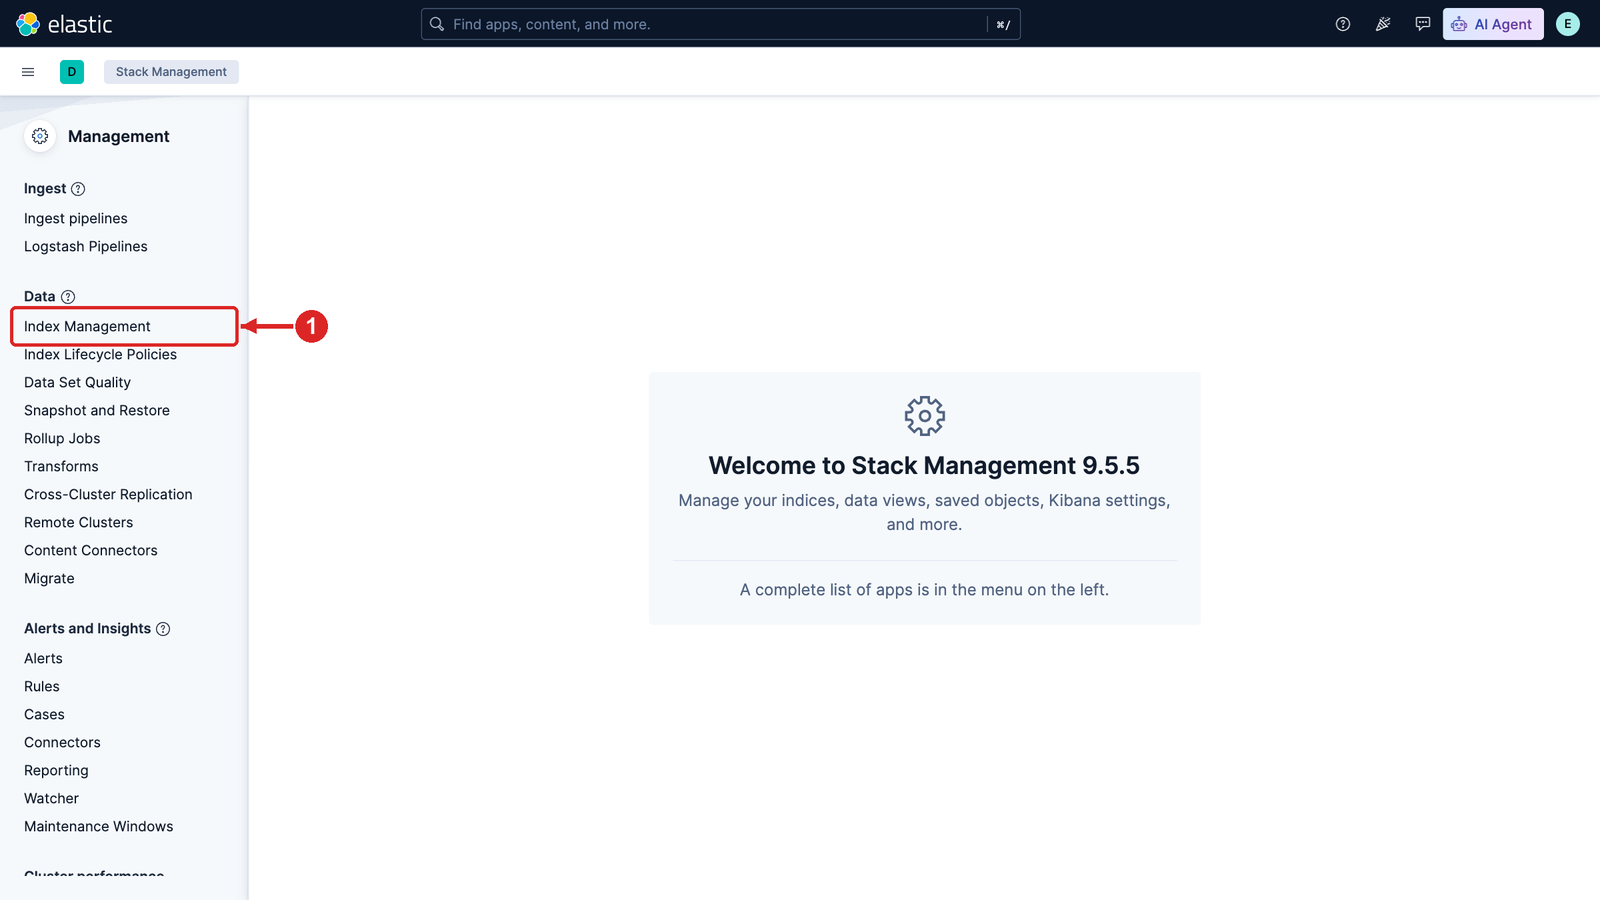 elastic
Find apps, content, and more.
⌘/
AI Agent
E
D
Stack Management
Management
Ingest
Ingest pipelines
Logstash Pipelines
Data
Index Management
1
Index Lifecycle Policies
Data Set Quality
Snapshot and Restore
Rollup Jobs
Transforms
Cross-Cluster Replication
Remote Clusters
Content Connectors
Migrate
Alerts and Insights
Alerts
Rules
Cases
Connectors
Reporting
Watcher
Maintenance Windows
Cluster performance
Welcome to Stack Management 9.5.5
Manage your indices, data views, saved objects, Kibana settings,
and more.
A complete list of apps is in the menu on the left.